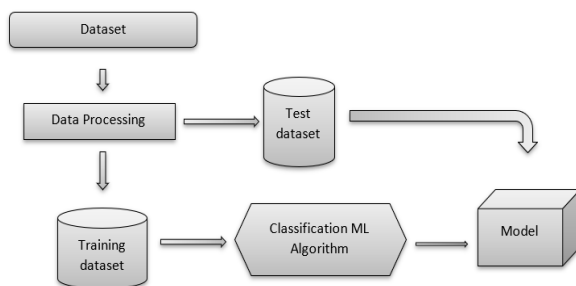 Dataset
Data Processing
Test
dataset
Training
dataset
Classification ML
Algorithm
Model